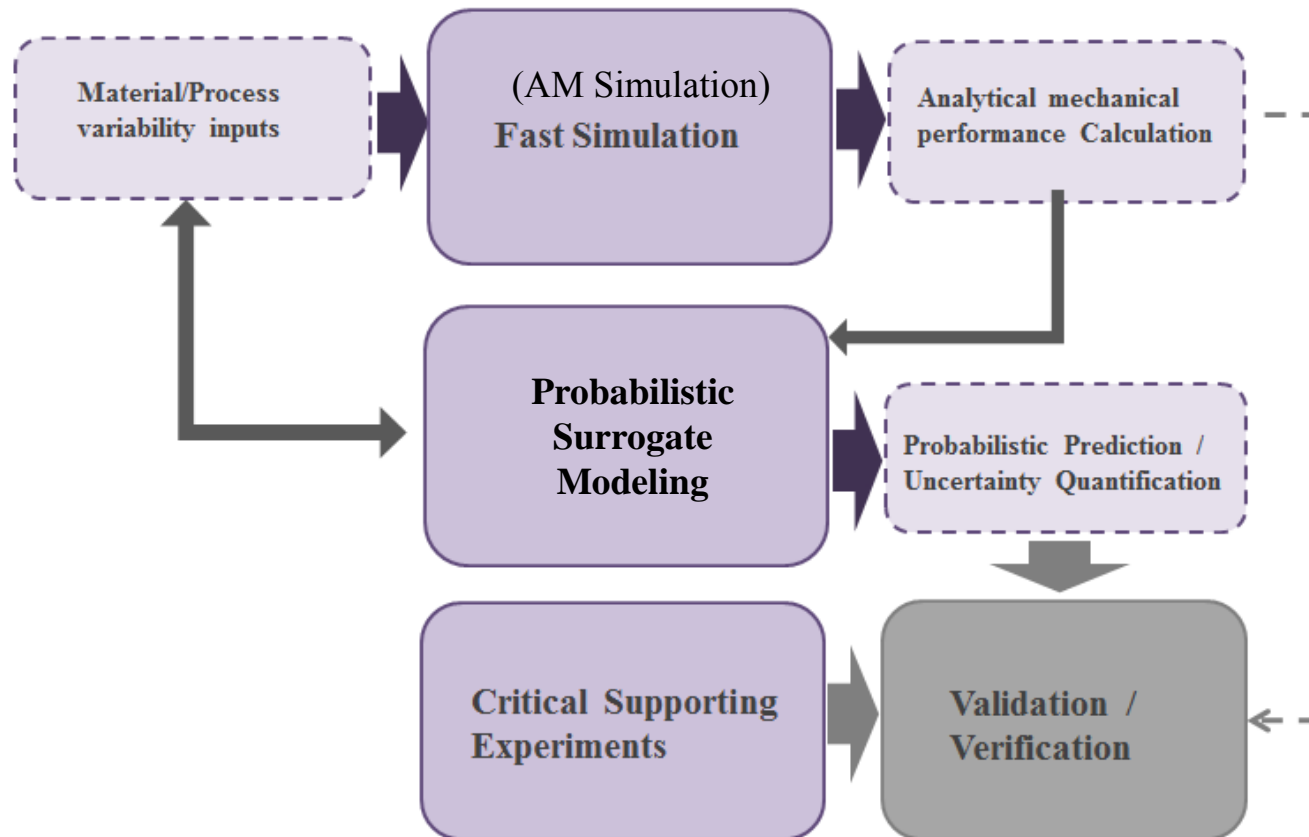 Material/Process
variability inputs
(AM Simulation)
Fast Simulation
Analytical mechanical
performance Calculation
Probabilistic
Surrogate
Modeling
Probabilistic Prediction /
Uncertainty Quantification
Critical Supporting
Experiments
Validation /
Verification